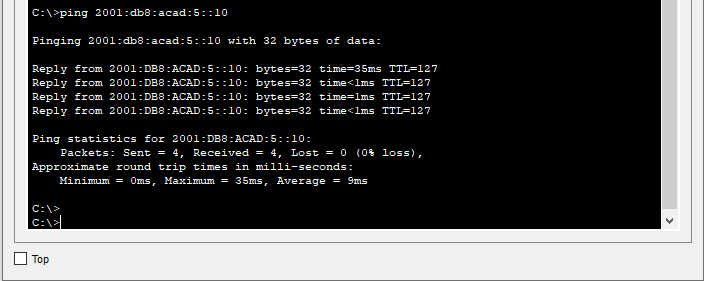 C:\>ping 2001:db8:acad:5::10
Pinging 2001:db8:acad:5::10 with 32 bytes of data:
Reply from 2001:DB8:ACAD:5::10: bytes=32 time=35ms TTL=127
Reply from 2001:DB8:ACAD:5::10: bytes=32 time<1ms TTL=127
Reply from 2001:DB8:ACAD:5::10: bytes=32 time=1ms TTL=127
Reply from 2001:DB8:ACAD:5::10: bytes=32 time<1ms TTL=127
Ping statistics for 2001:DB8:ACAD:5::10:
    Packets: Sent = 4, Received = 4, Lost = 0 (0% loss),
Approximate round trip times in milli-seconds:
    Minimum = 0ms, Maximum = 35ms, Average = 9ms
C:\>
C:\>
Top